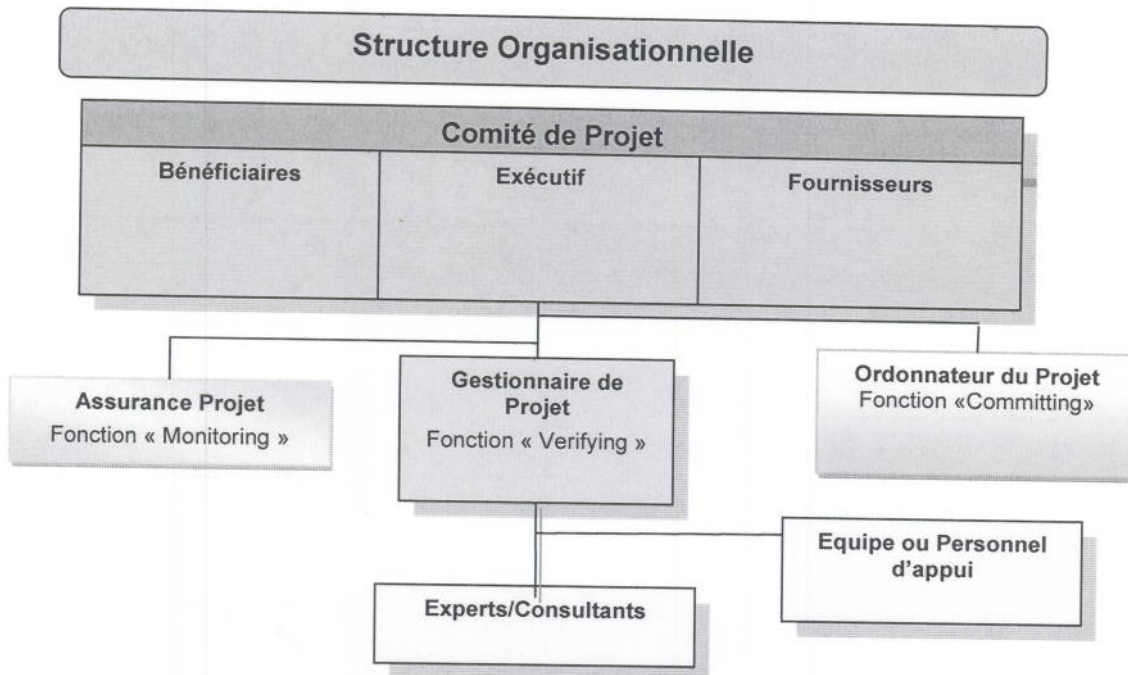 Structure Organisationnelle
Comité de Projet
Bénéficiaires
Exécutif
Fournisseurs
Assurance Projet
Fonction « Monitoring »
Gestionnaire de
Projet
Fonction « Verifying »
Ordonnateur du Projet
Fonction «Committing»
Equipe ou Personnel
d'appui
Experts/Consultants